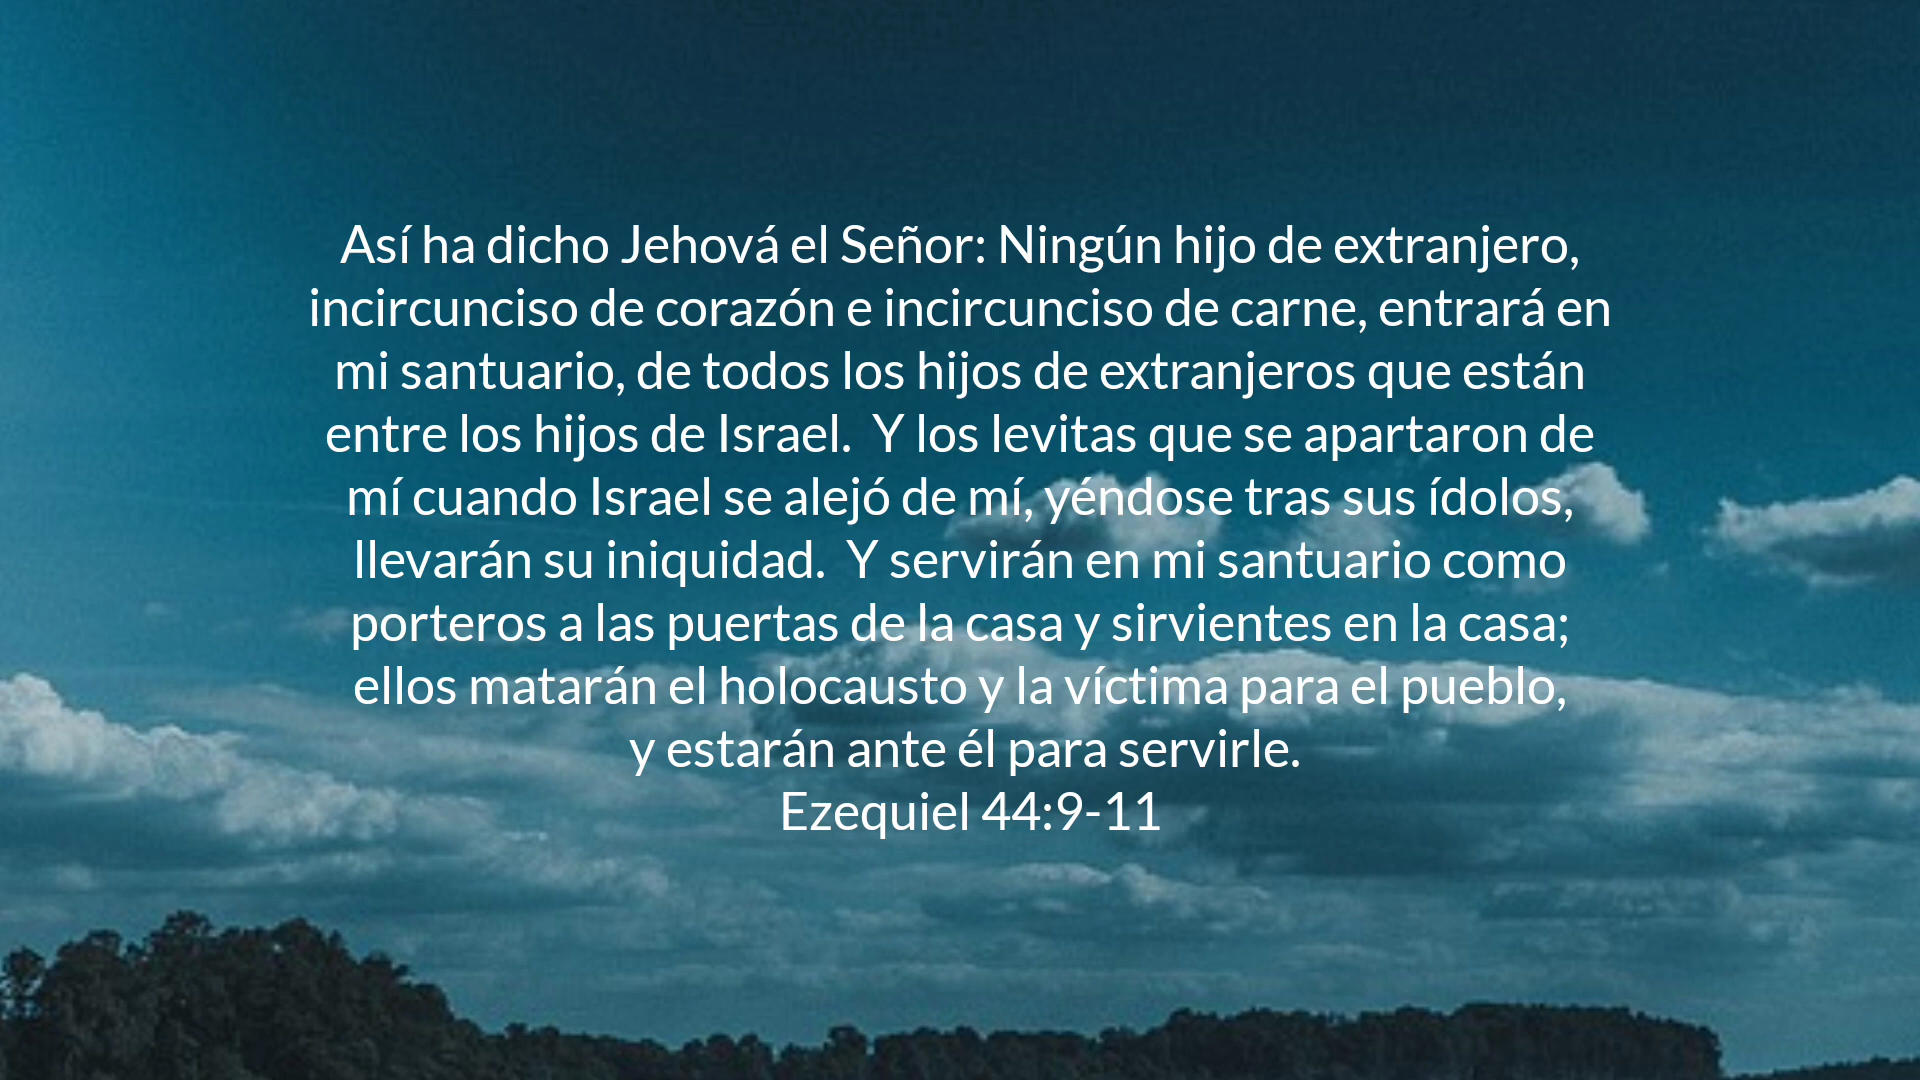 Así ha dicho Jehová el Señor: Ningún hijo de extranjero,
incircunciso de corazón e incircunciso de carne, entrará en
mi santuario, de todos los hijos de extranjeros que están
entre los hijos de Israel.  Y los levitas que se apartaron de
mí cuando Israel se alejó de mí, yéndose tras sus ídolos,
llevarán su iniquidad.  Y servirán en mi santuario como
porteros a las puertas de la casa y sirvientes en la casa;
ellos matarán el holocausto y la víctima para el pueblo,
y estarán ante él para servirle.
Ezequiel 44:9-11